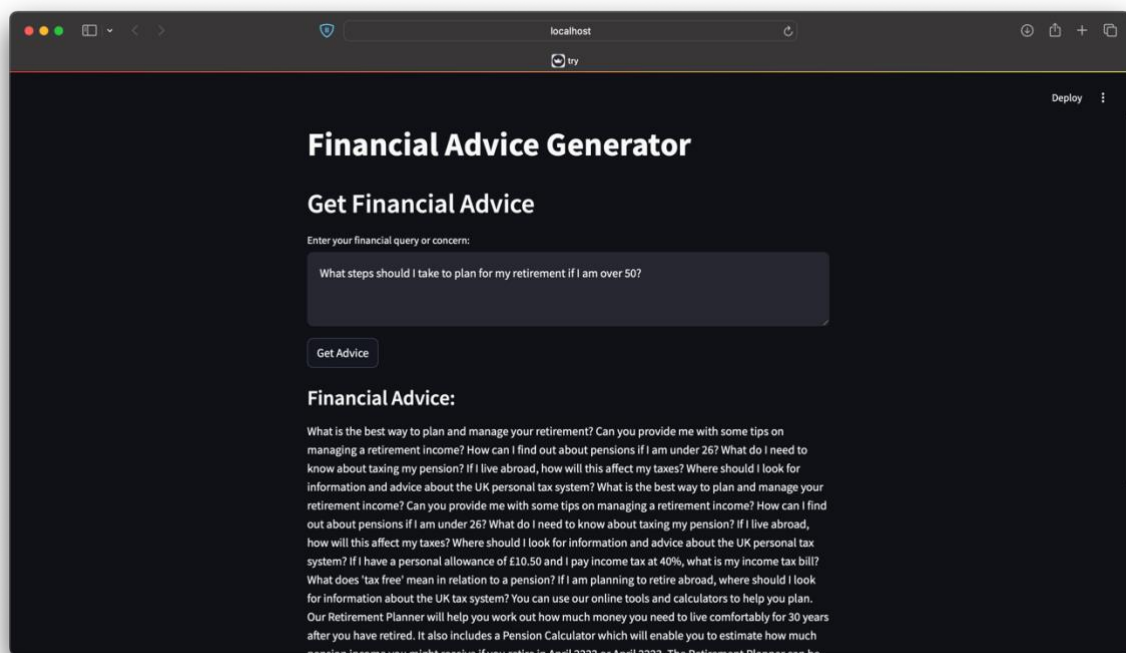 localhost
try
Deploy
Financial Advice Generator
Get Financial Advice
Enter your financial query or concern:
What steps should I take to plan for my retirement if I am over 50?
Get Advice
Financial Advice:
What is the best way to plan and manage your retirement? Can you provide me with some tips on
managing a retirement income? How can I find out about pensions if I am under 26? What do I need to
know about taxing my pension? If I live abroad, how will this affect my taxes? Where should I look for
information and advice about the UK personal tax system? What is the best way to plan and manage your
retirement income? Can you provide me with some tips on managing a retirement income? How can I find
out about pensions if I am under 26? What do I need to know about taxing my pension? If I live abroad,
how will this affect my taxes? Where should I look for information and advice about the UK personal tax
system? If I have a personal allowance of £10.50 and I pay income tax at 40%, what is my income tax bill?
What does 'tax free' mean in relation to a pension? If I am planning to retire abroad, where should I look
for information about the UK tax system? You can use our online tools and calculators to help you plan.
Our Retirement Planner will help you work out how much money you need to live comfortably for 30 years
after you have retired. It also includes a Pension Calculator which will enable you to estimate how much
pension income you might receive if you retire in April